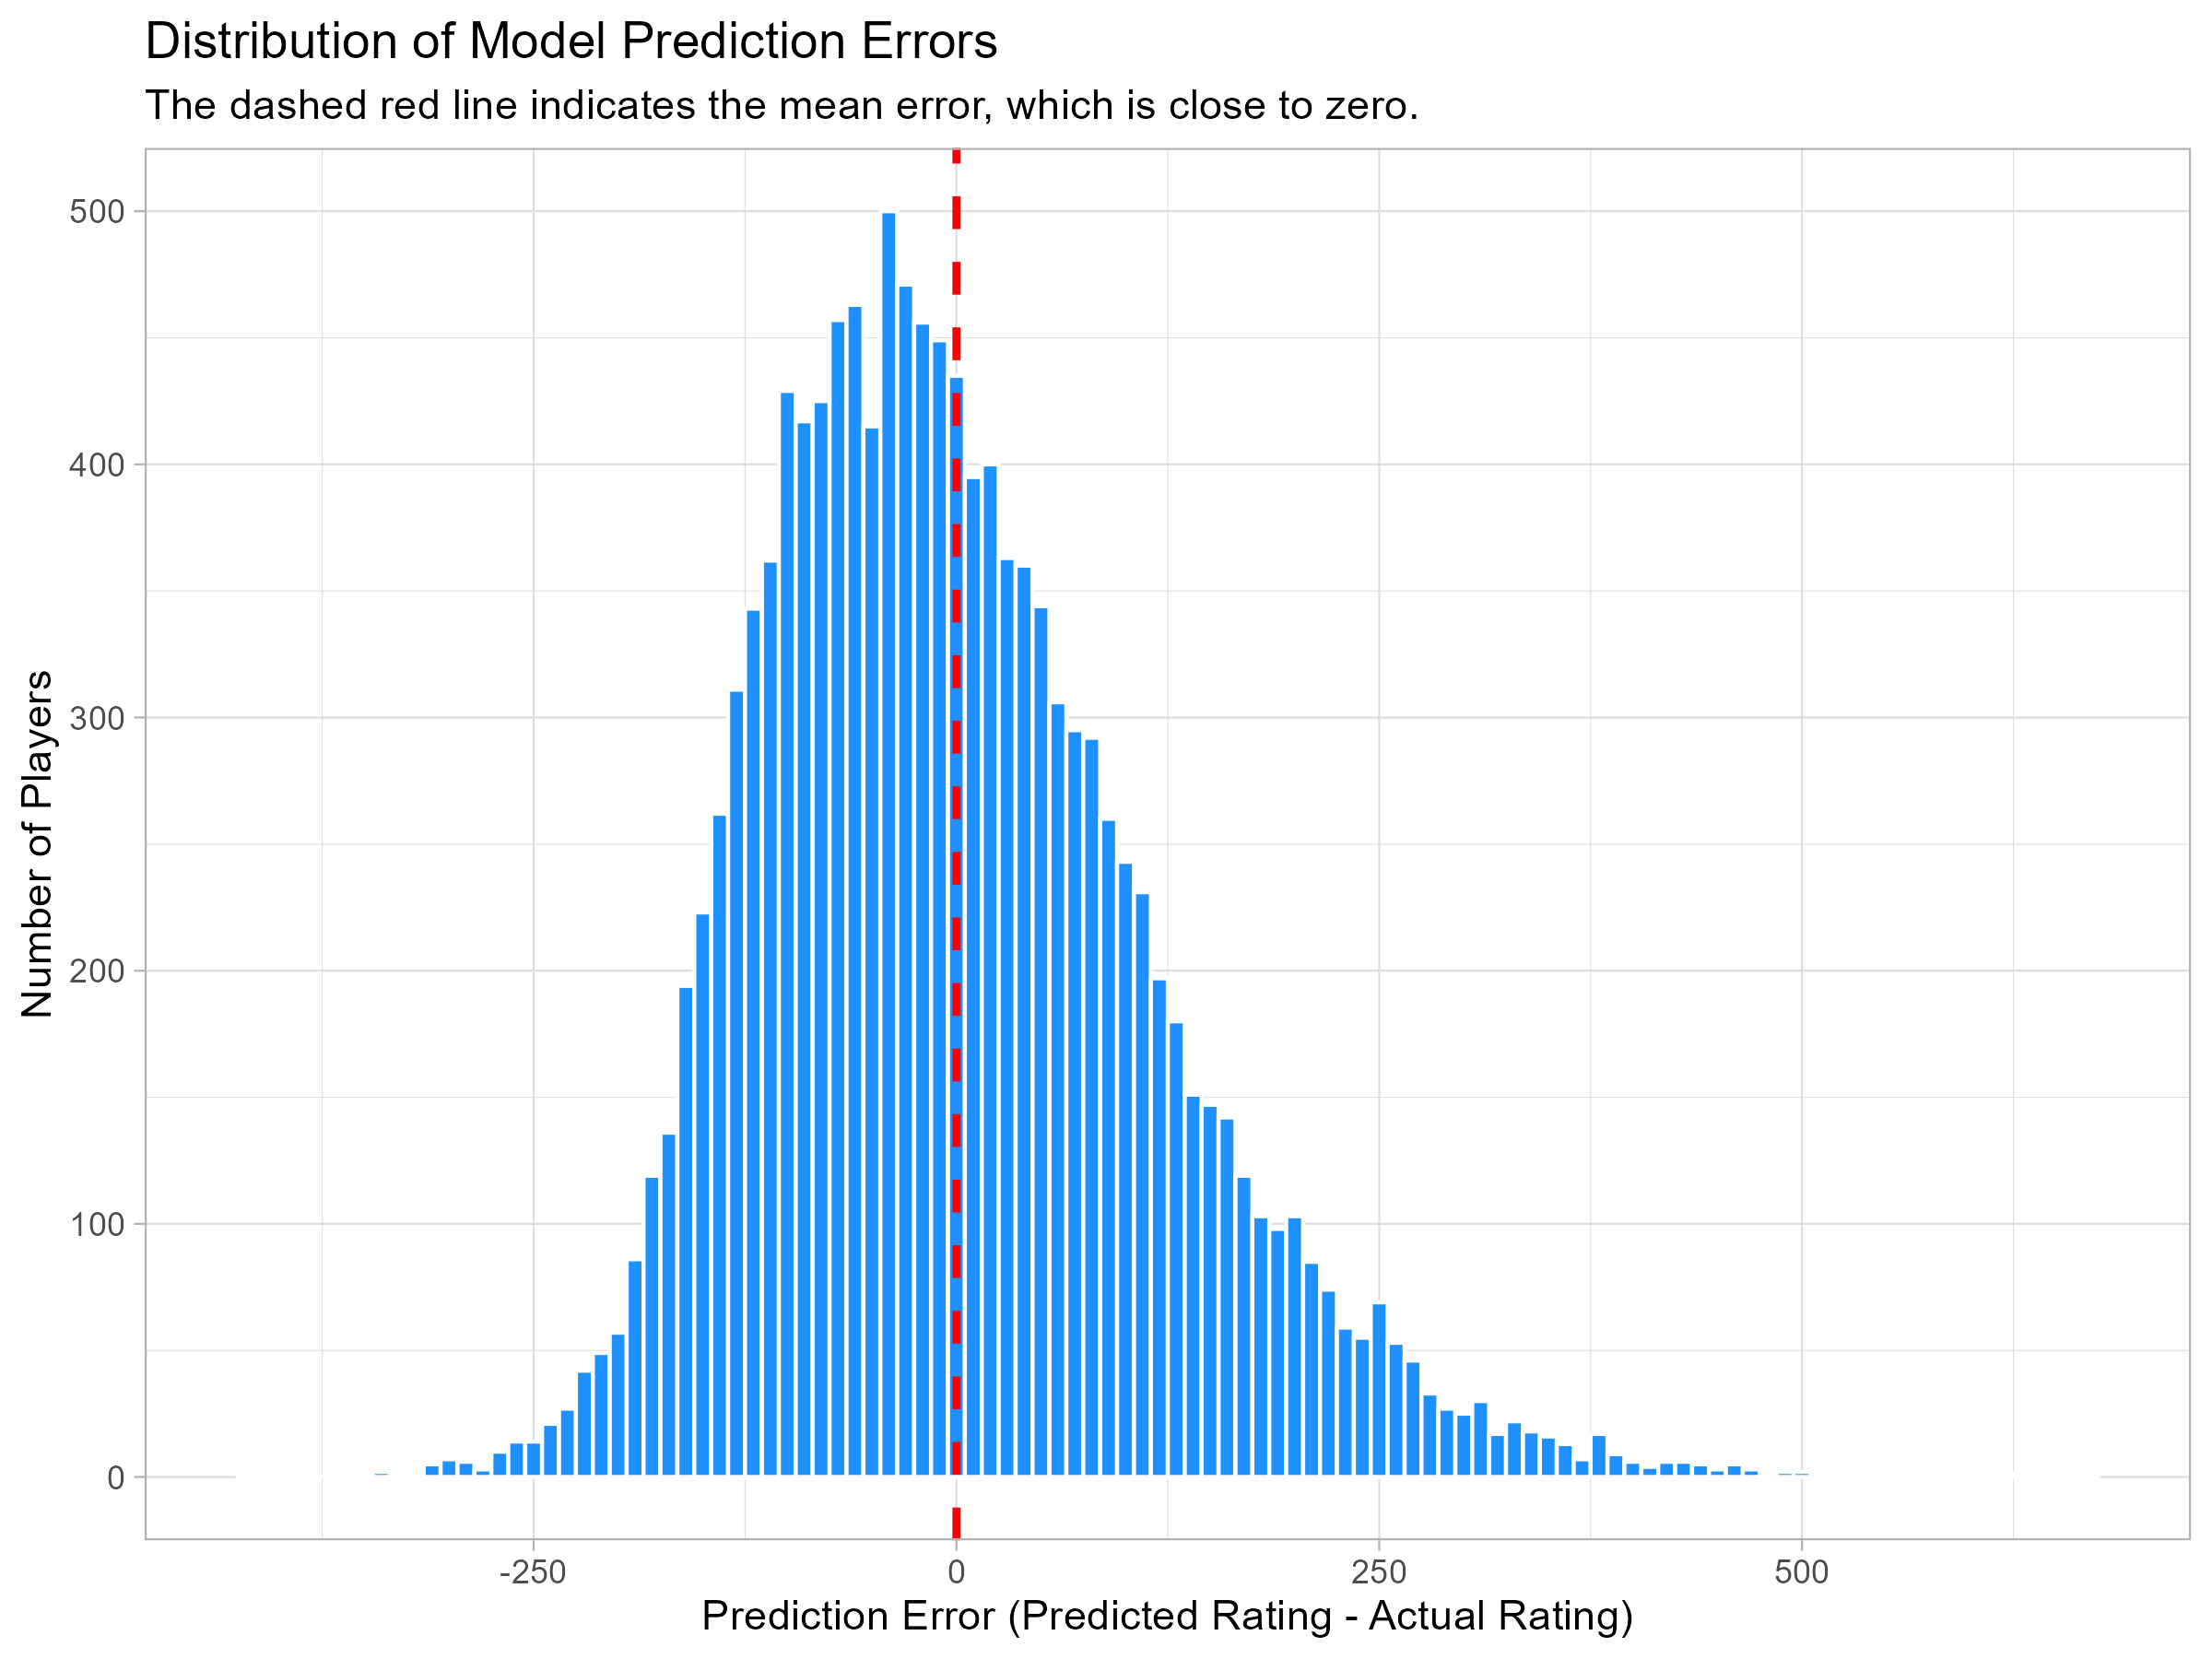 Distribution of Model Prediction Errors
The dashed red line indicates the mean error, which is close to zero.
Number of Players
500
400
300
200
100
0
-250
0
250
500
Prediction Error (Predicted Rating - Actual Rating)